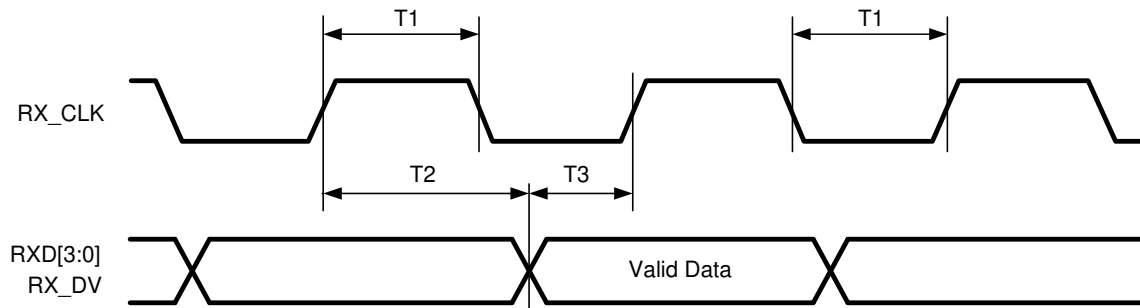 T1
T1
RX_CLK
T2
T3
RXD[3:0]
RX_DV
Valid Data